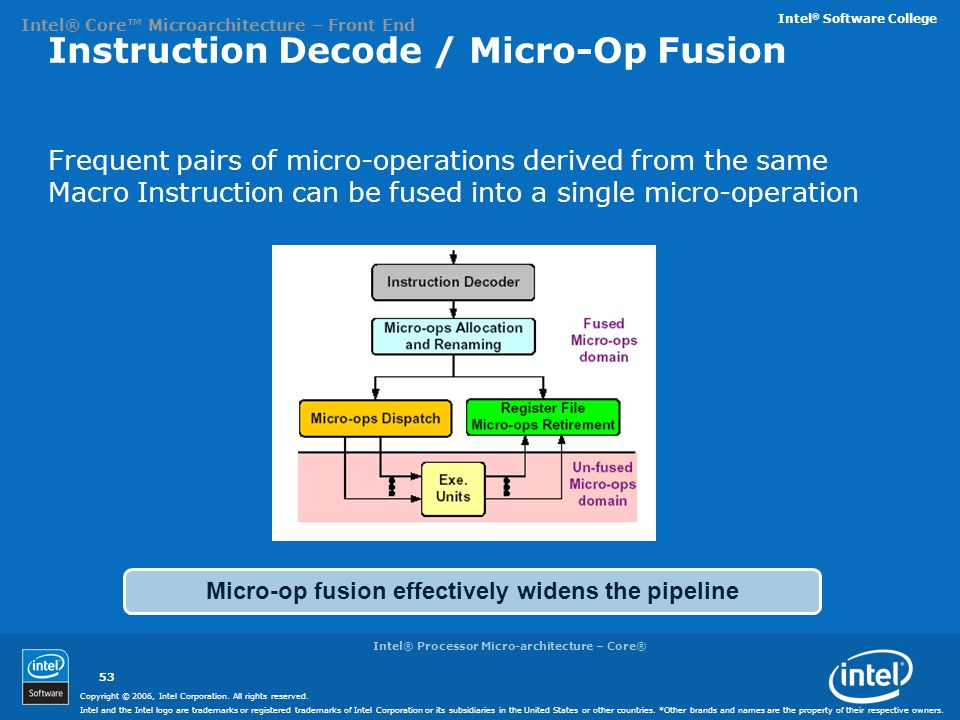 Intel® Core™ Microarchitecture – Front End
Intel® Software College
Instruction Decode / Micro-Op Fusion
Frequent pairs of micro-operations derived from the same
Macro Instruction can be fused into a single micro-operation
Instruction Decoder
Micro-ops Allocation
and Renaming
Fused
Micro-ops
domain
Micro-ops Dispatch
Register File
Micro-ops Retirement
Exe.
Units
Un-fused
Micro-ops
domain
Micro-op fusion effectively widens the pipeline
Intel® Processor Micro-architecture – Core®
intel
Software
53
intel
Copyright © 2006, Intel Corporation. All rights reserved.
Intel and the Intel logo are trademarks or registered trademarks of Intel Corporation or its subsidiaries in the United States or other countries. *Other brands and names are the property of their respective owners.